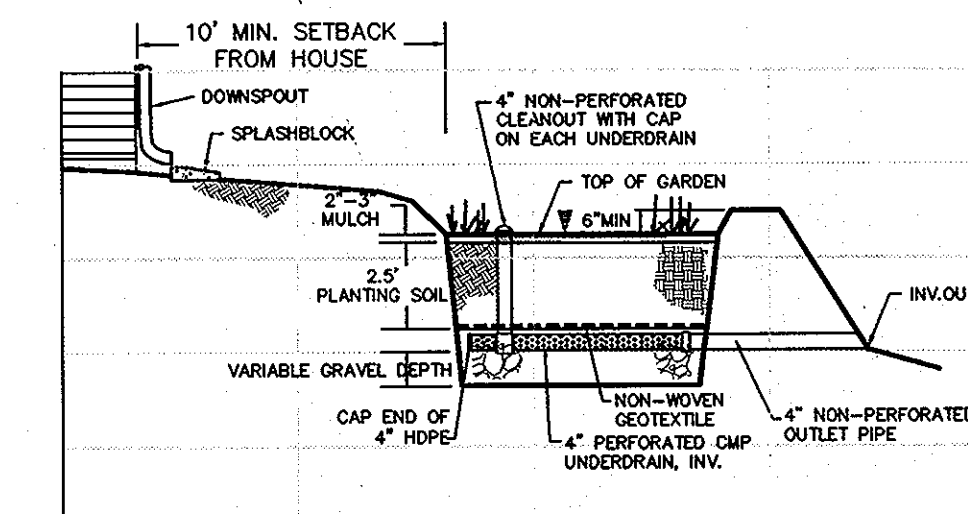 10' MIN. SETBACK
FROM HOUSE
DOWNSPOUT
SPLASHBLOCK
4" NON-PERFORATED
CLEANOUT WITH CAP
ON EACH UNDERDRAIN
TOP OF GARDEN
2"-3"
MULCH
6"MIN
2.5'
PLANTING SOIL
INV.OU
VARIABLE GRAVEL DEPTH
CAP END OF
4" HDPE
NON-WOVEN
GEOTEXTILE
4" PERFORATED CMP
UNDERDRAIN, INV.
4" NON-PERFORATED
OUTLET PIPE